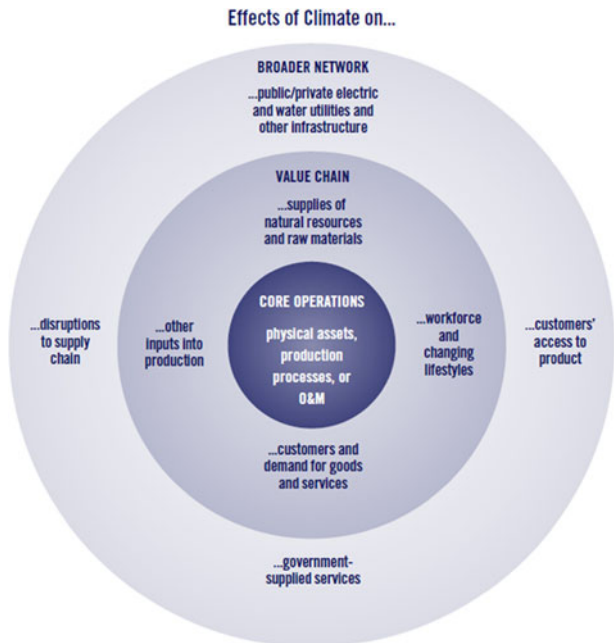 Effects of Climate on...
BROADER NETWORK
...public/private electric
and water utilities and
other infrastructure
VALUE CHAIN
...supplies of
natural resources
and raw materials
CORE OPERATIONS
physical assets,
production
processes, or
O&M
...disruptions
to supply
chain
...other
inputs into
production
...workforce
and
changing
lifestyles
...customers'
access to
product
...customers and
demand for goods
and services
...government-
supplied services